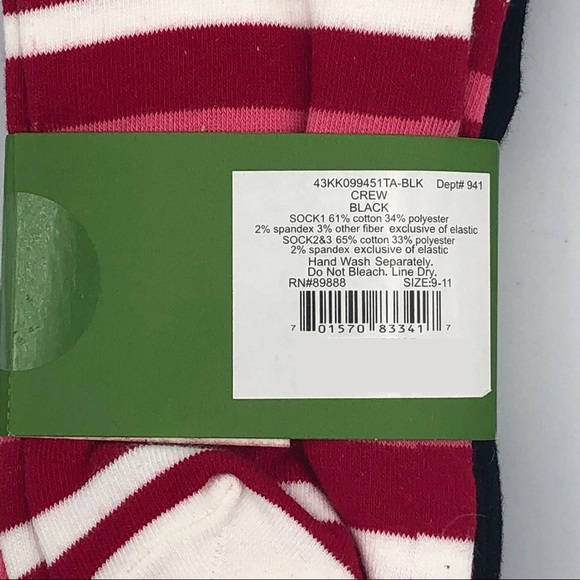 43KK099451TA-BLK Dept# 941
CREW
BLACK
SOCK1 61% cotton 34% polyester
2% spandex 3% other fiber exclusive of elastic
SOCK2&3 65% cotton 33% polyester
2% spandex exclusive of elastic
Hand Wash Separately.
Do Not Bleach. Line Dry.
RN#89888 SIZE:9-11
7 01570 83341 7